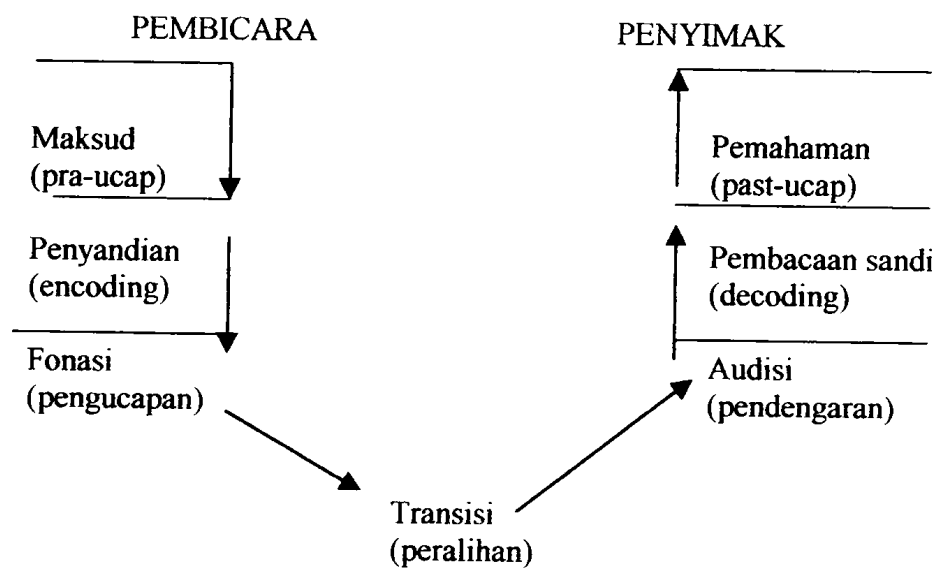 PEMBICARA
Maksud
(pra-ucap)
Penyandian
(encoding)
Fonasi
(pengucapan)
Transisi
(peralihan)
PENYIMAK
Pemahaman
(past-ucap)
Pembacaan sandi
(decoding)
Audisi
(pendengaran)